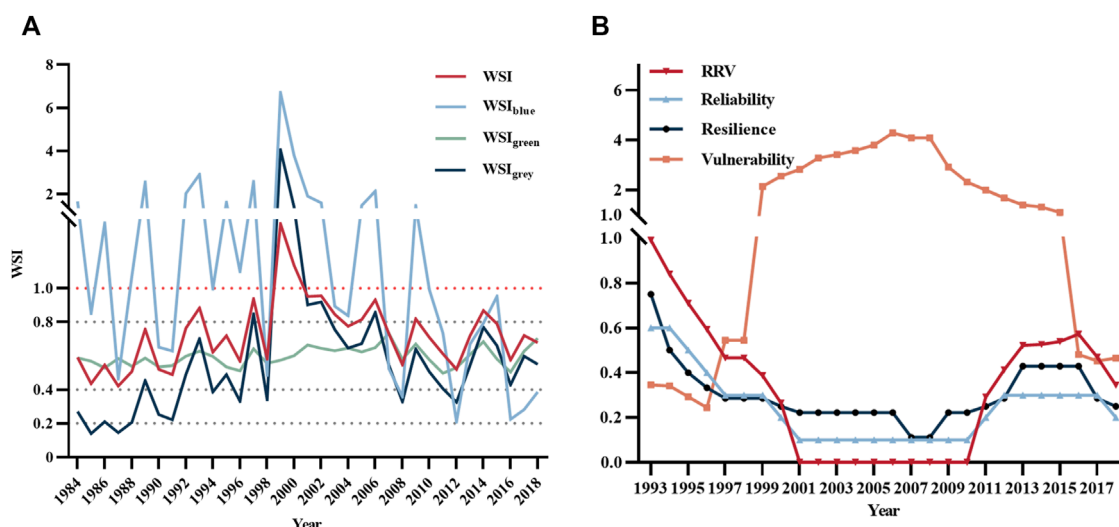 A
WSI
WSIblue
WSIgreen
WSIgrey
8
6
4
2
1.0
0.8
0.4
0.2
0
WSI
1984
1986
1988
1990
1992
1994
1996
1998
2000
2002
2004
2006
2008
2010
2012
2014
2016
2018
Year
B
RRV
Reliability
Resilience
Vulnerability
6
4
2
1.0
1.0
0.8
0.6
0.4
0.2
0.0
1993 1995 1997 1999 2001 2003 2005 2007 2009 2011 2013 2015 2017
Year